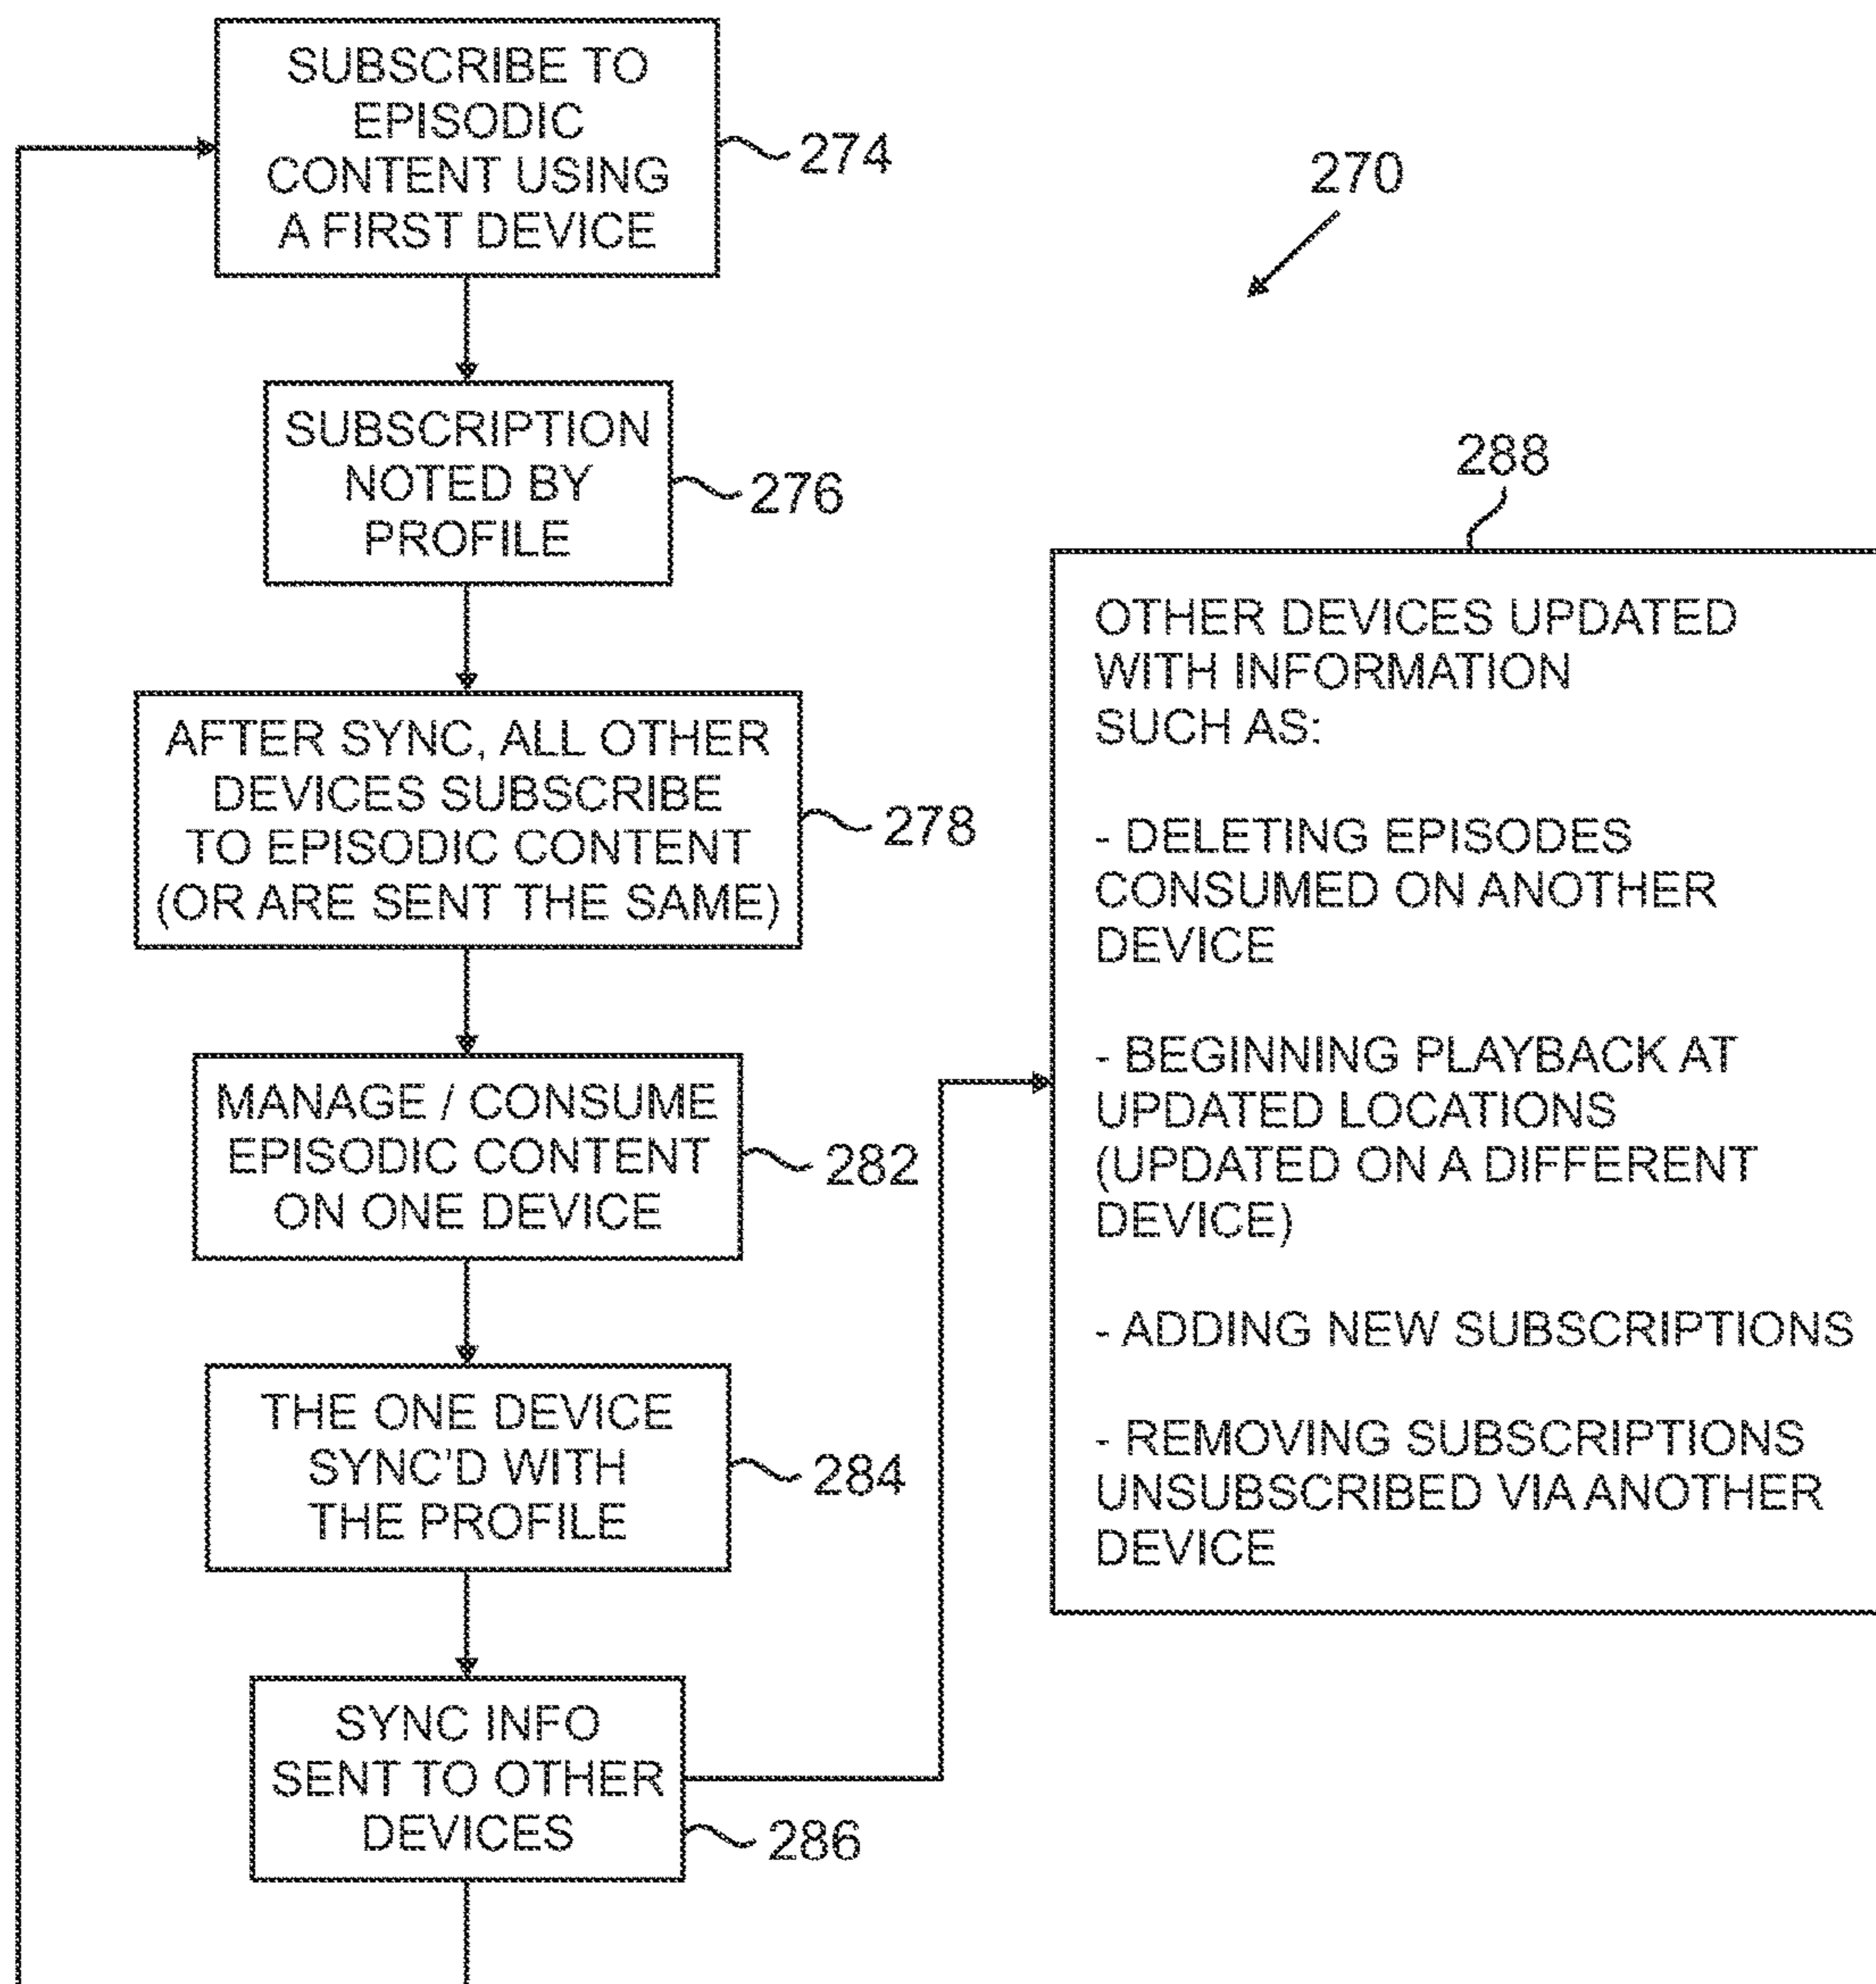 SUBSCRIBE TO
EPISODIC
CONTENT USING
A FIRST DEVICE
274
270
SUBSCRIPTION
NOTED BY
PROFILE
276
AFTER SYNC, ALL OTHER
DEVICES SUBSCRIBE
TO EPISODIC CONTENT
(OR ARE SENT THE SAME)
278
MANAGE / CONSUME
EPISODIC CONTENT
ON ONE DEVICE
282
THE ONE DEVICE
SYNC'D WITH
THE PROFILE
284
SYNC INFO
SENT TO OTHER
DEVICES
286
288
OTHER DEVICES UPDATED
WITH INFORMATION
SUCH AS:
- DELETING EPISODES
CONSUMED ON ANOTHER
DEVICE
- BEGINNING PLAYBACK AT
UPDATED LOCATIONS
(UPDATED ON A DIFFERENT
DEVICE)
- ADDING NEW SUBSCRIPTIONS
- REMOVING SUBSCRIPTIONS
UNSUBSCRIBED VIA ANOTHER
DEVICE